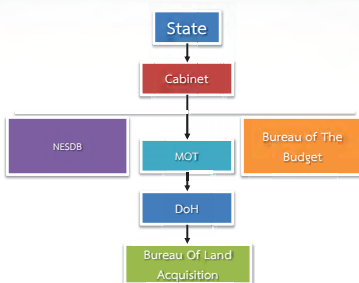 State
Cabinet
NESDB
MOT
Bureau of The
Budget
DoH
Bureau Of Land
Acquisition